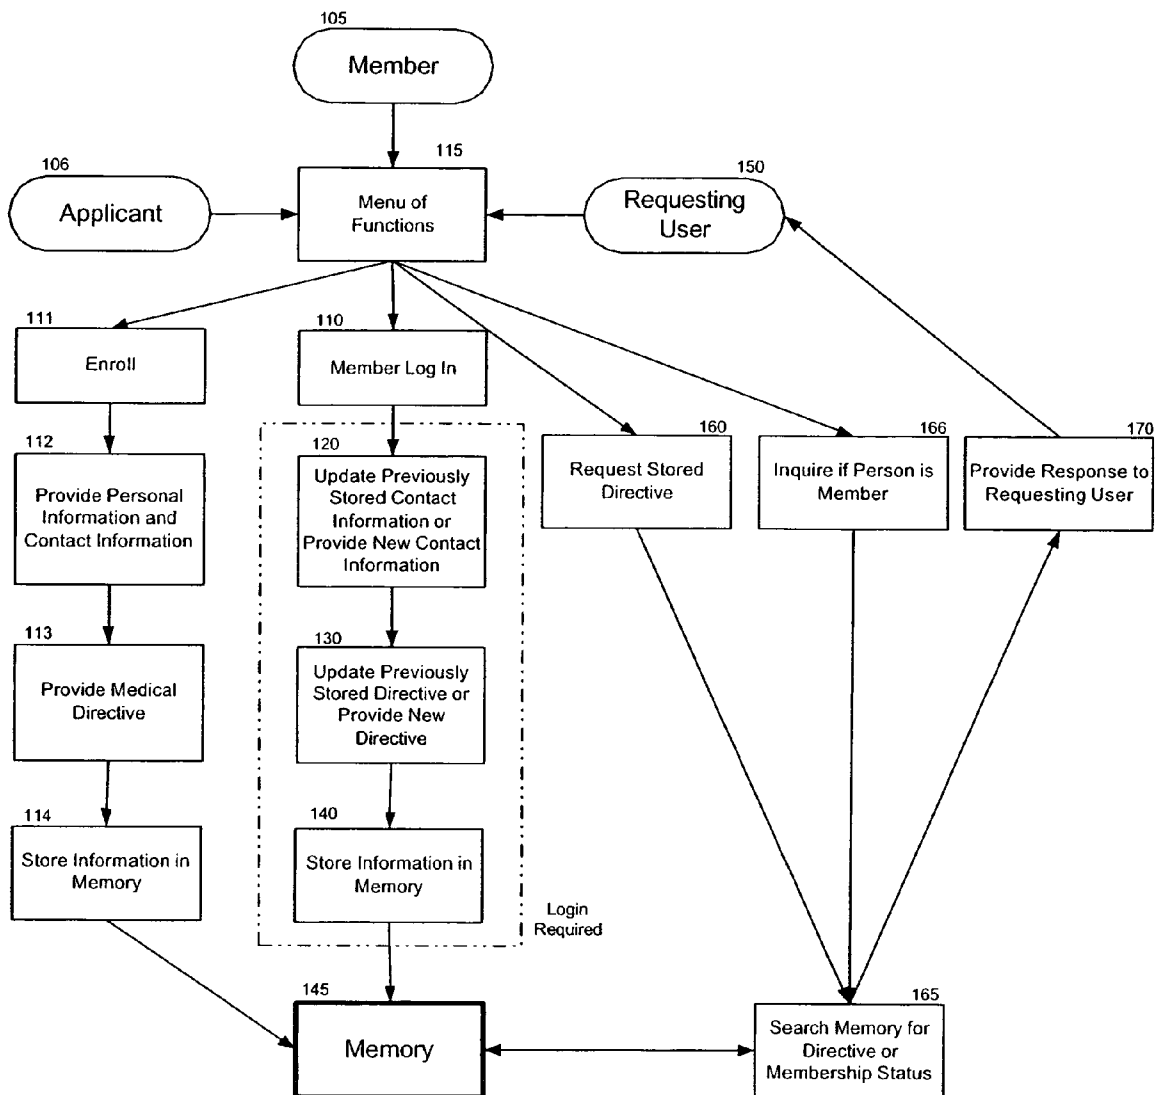 105
Member
106
Applicant
115
Menu of
Functions
150
Requesting
User
111
Enroll
110
Member Log In
112
Provide Personal
Information and
Contact Information
120
Update Previously
Stored Contact
Information or
Provide New Contact
Information
160
Request Stored
Directive
166
Inquire if Person is
Member
170
Provide Response to
Requesting User
113
Provide Medical
Directive
130
Update Previously
Stored Directive or
Provide New
Directive
114
Store Information in
Memory
140
Store Information in
Memory
Login
Required
145
Memory
165
Search Memory for
Directive or
Membership Status